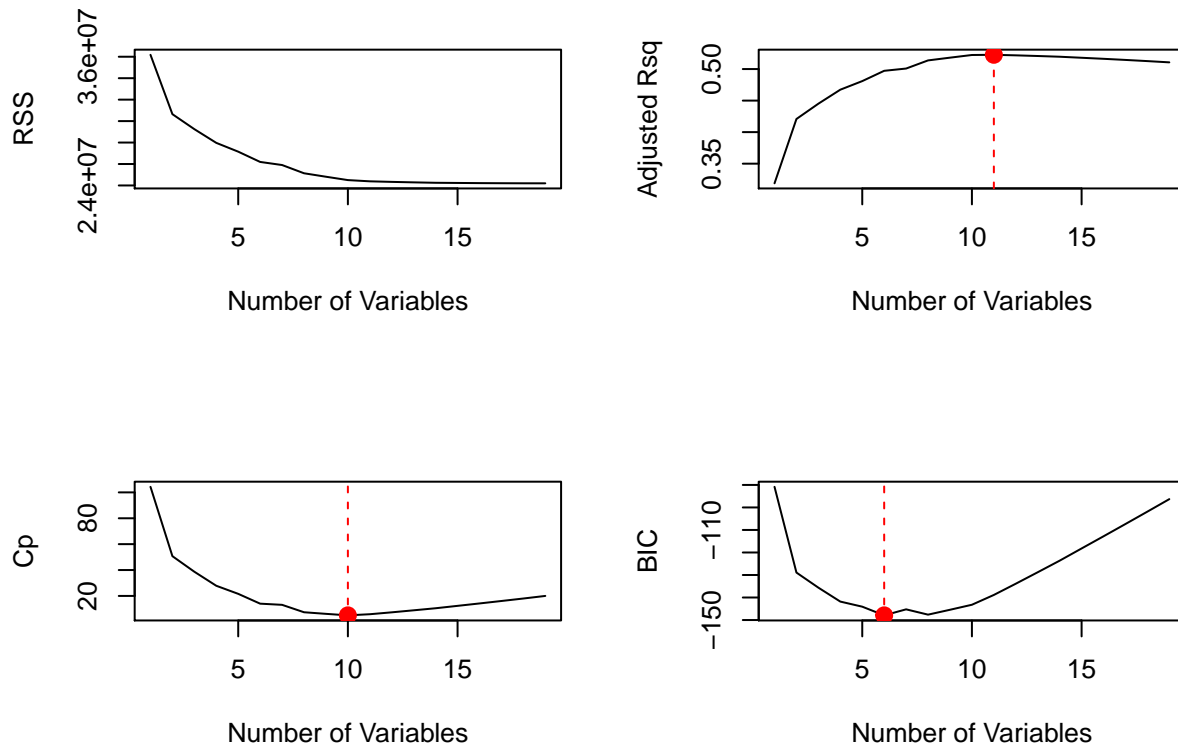 RSS
2.4e+07
3.6e+07
5
10
15
Number of Variables
Adjusted Rsq
0.35
0.50
5
10
15
Number of Variables
Cp
20
80
5
10
15
Number of Variables
BIC
−150
−110
5
10
15
Number of Variables